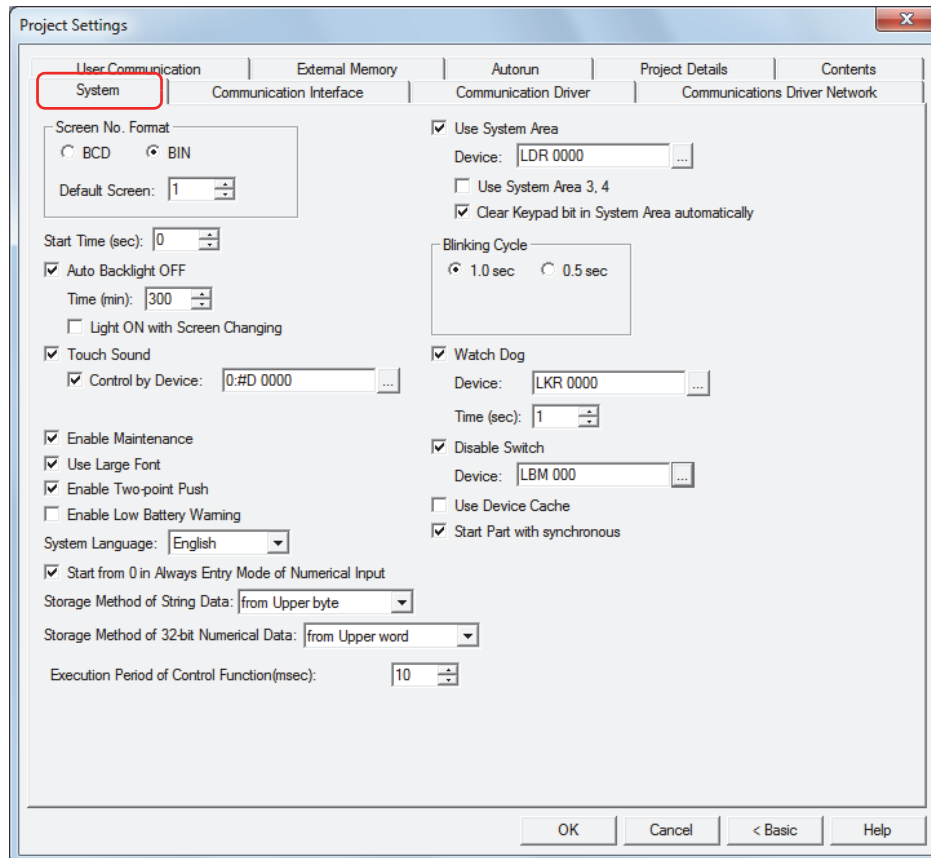 Project Settings
User Communication
External Memory
Autorun
Project Details
Contents
System
Communication Interface
Communication Driver
Communications Driver Network
Screen No. Format
BCD
BIN
Default Screen: 1
Start Time (sec): 0
Auto Backlight OFF
Time (min): 300
Light ON with Screen Changing
Touch Sound
Control by Device: 0:#D 0000 ...
Enable Maintenance
Use Large Font
Enable Two-point Push
Enable Low Battery Warning
System Language: English
Start from 0 in Always Entry Mode of Numerical Input
Storage Method of String Data: from Upper byte
Storage Method of 32-bit Numerical Data: from Upper word
Execution Period of Control Function(msec): 10
Use System Area
Device: LDR 0000 ...
Use System Area 3, 4
Clear Keypad bit in System Area automatically
Blinking Cycle
1.0 sec
0.5 sec
Watch Dog
Device: LKR 0000 ...
Time (sec): 1
Disable Switch
Device: LBM 000 ...
Use Device Cache
Start Part with synchronous
OK
Cancel
< Basic
Help